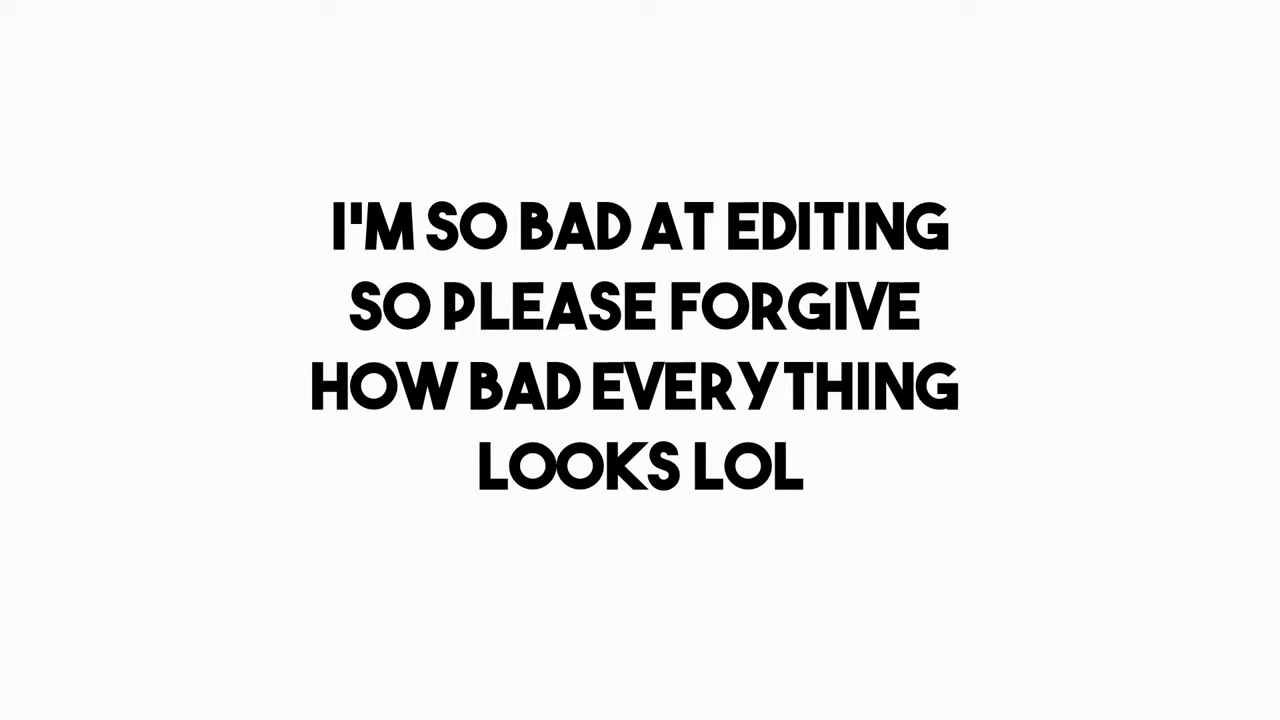 I'M SO BAD AT EDITING
SO PLEASE FORGIVE
HOW BAD EVERYTHING
LOOKS LOL